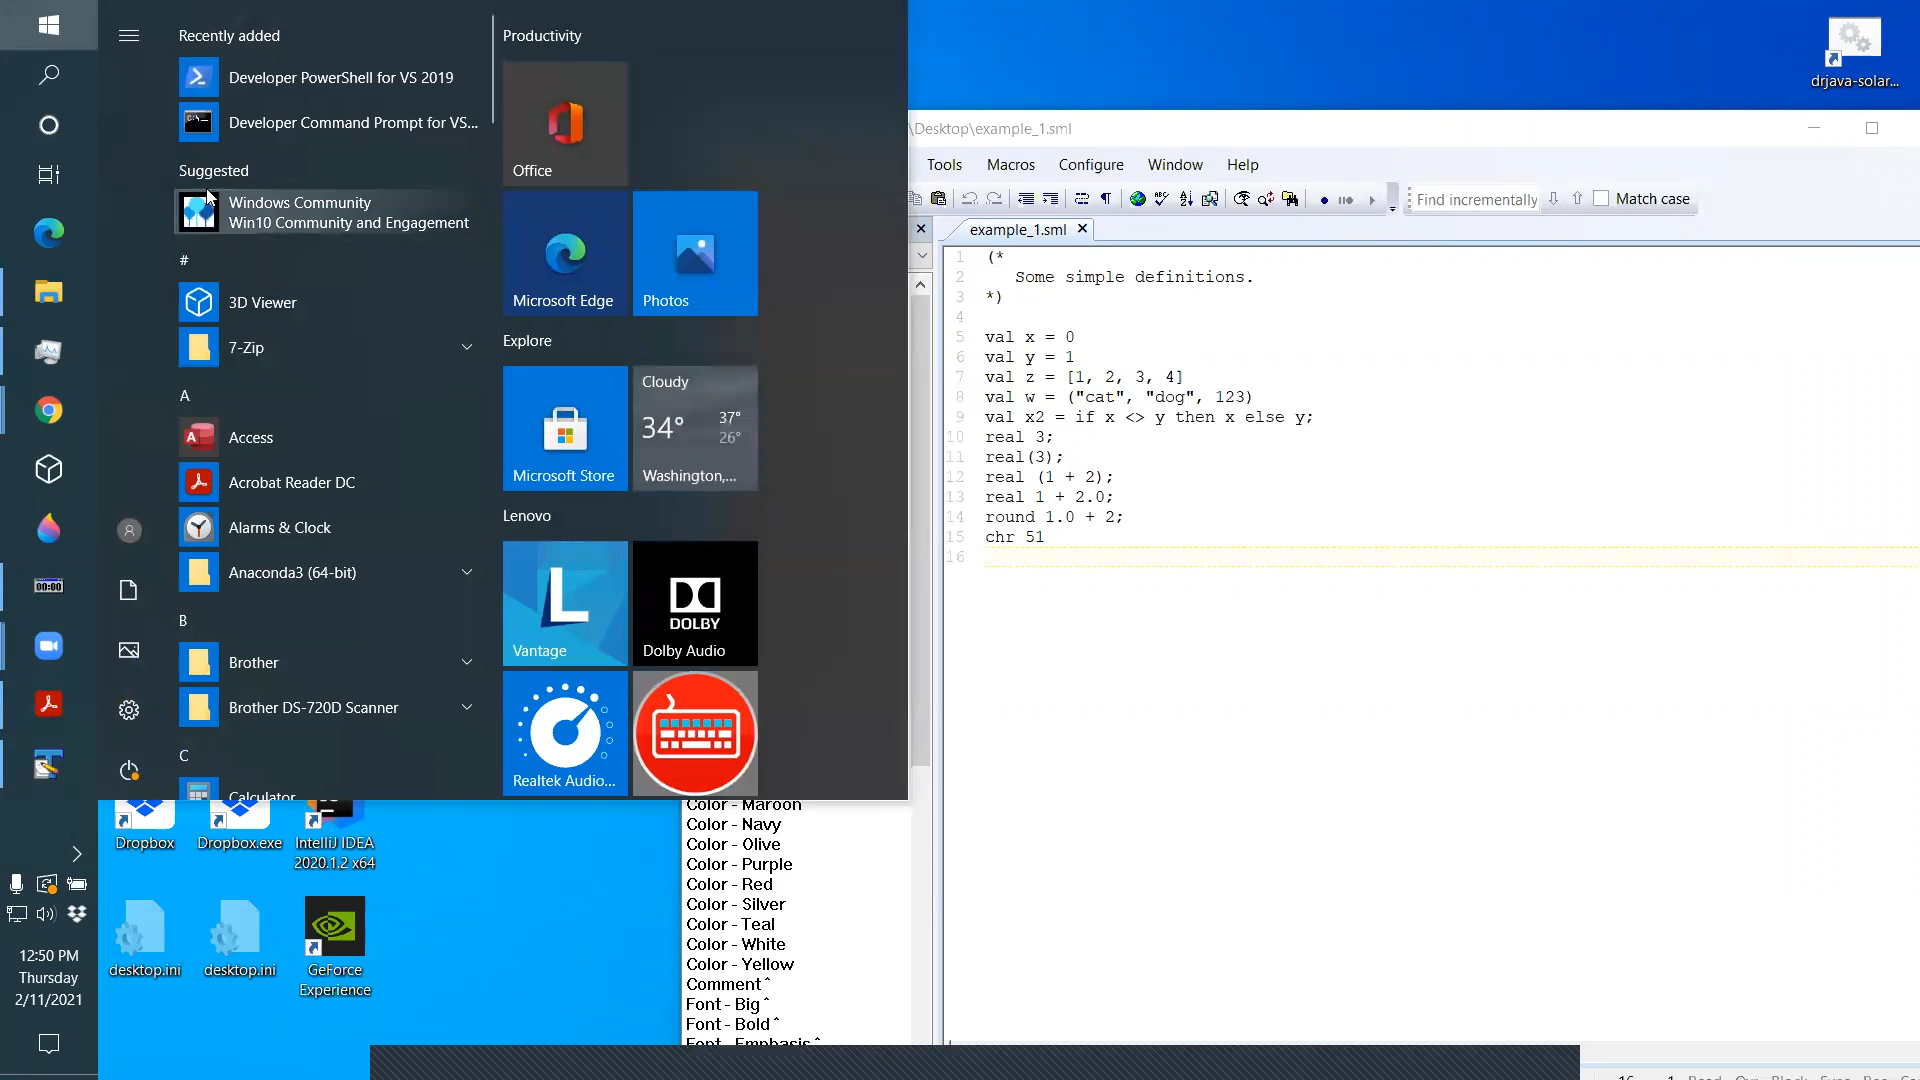 Recently added
Developer PowerShell for VS 2019
Developer Command Prompt for VS...
Suggested
Windows Community
Win10 Community and Engagement
#
3D Viewer
7-Zip
A
Access
Acrobat Reader DC
Alarms & Clock
Anaconda3 (64-bit)
B
Brother
Brother DS-720D Scanner
C
Calculator
Productivity
Office
Microsoft Edge
Photos
Explore
Microsoft Store
Cloudy
34°
37°
26°
Washington,...
Lenovo
Vantage
DOLBY
Dolby Audio
Realtek Audio...
drjava-solar...
\Desktop\example_1.sml
Tools Macros Configure Window Help
Find incrementally
Match case
example_1.sml
1 (*
2 Some simple definitions.
3 *)
4
5 val x = 0
6 val y = 1
7 val z = [1, 2, 3, 4]
8 val w = ("cat", "dog", 123)
9 val x2 = if x <> y then x else y;
10 real 3;
11 real(3);
12 real (1 + 2);
13 real 1 + 2.0;
14 round 1.0 + 2;
15 chr 51
16
00:00
Dropbox
Dropbox.exe
IntelliJ IDEA
2020.1.2 x64
desktop.ini
desktop.ini
GeForce
Experience
Color - Maroon
Color - Navy
Color - Olive
Color - Purple
Color - Red
Color - Silver
Color - Teal
Color - White
Color - Yellow
Comment ^
Font - Big ^
Font - Bold ^
Font - Emphasis ^
12:50 PM
Thursday
2/11/2021